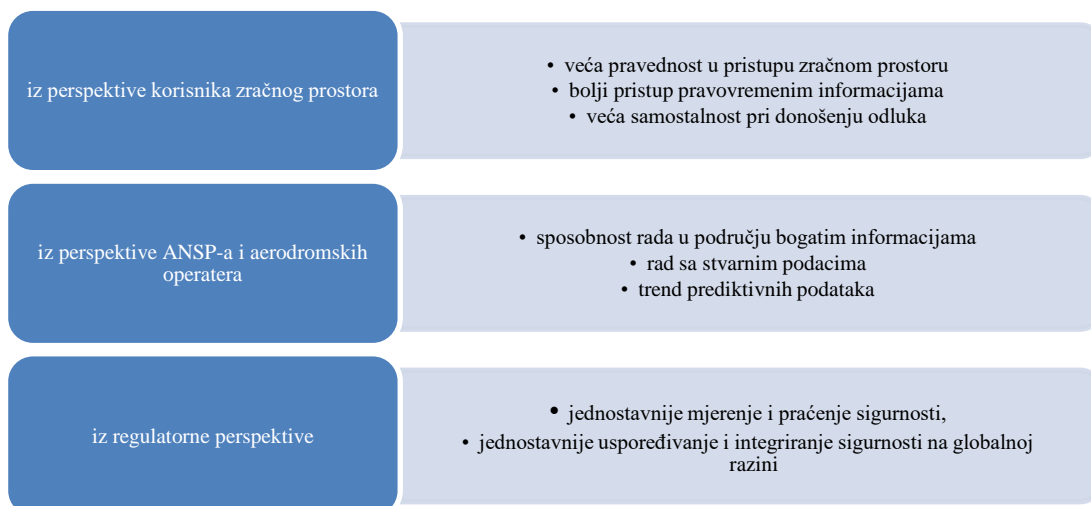 iz perspektive korisnika zračnog prostora
• veća pravednost u pristupu zračnom prostoru
• bolji pristup pravovremenim informacijama
• veća samostalnost pri donošenju odluka
iz perspektive ANSP-a i aerodromskih
operatera
• sposobnost rada u području bogatim informacijama
• rad sa stvarnim podacima
• trend prediktivnih podataka
iz regulatorne perspektive
• jednostavnije mjerenje i praćenje sigurnosti,
• jednostavnije uspoređivanje i integriranje sigurnosti na globalnoj
razini